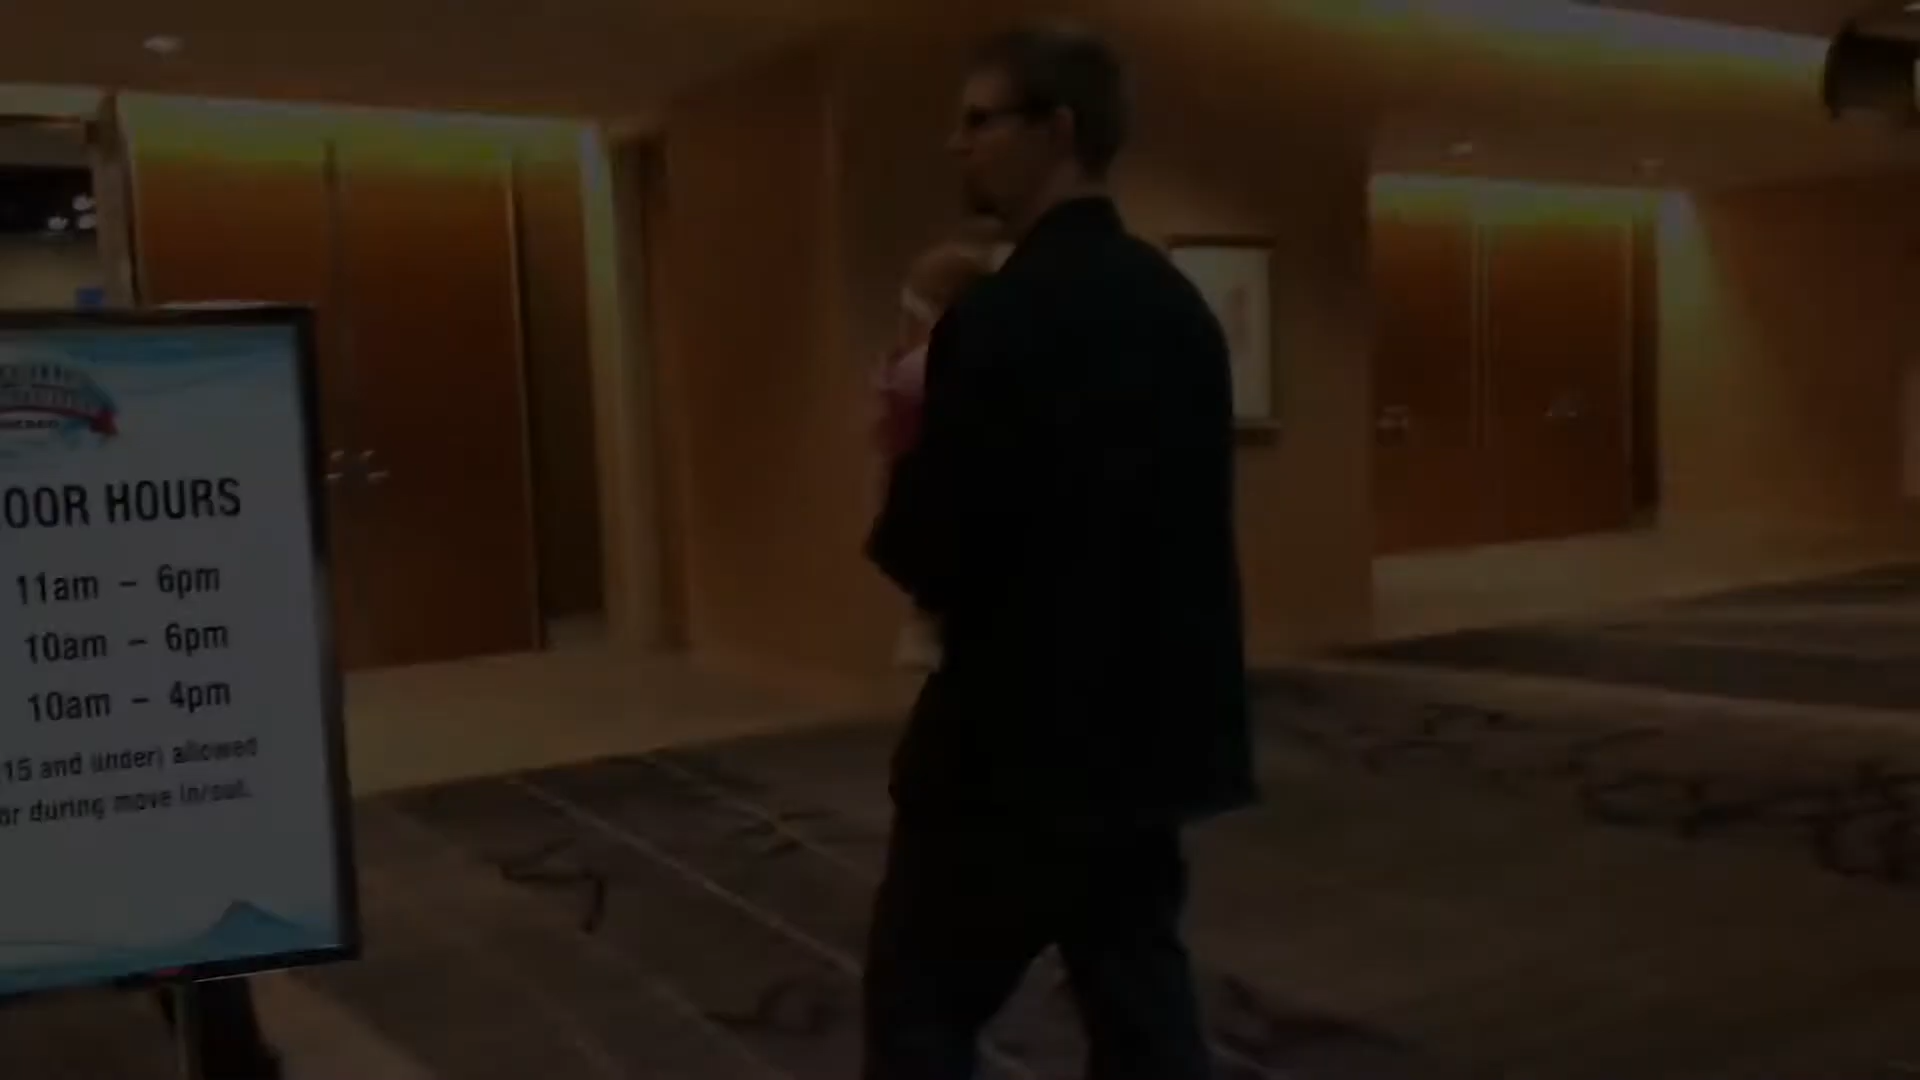 OOR HOURS
11am – 6pm
10am – 6pm
10am – 4pm
15 and under) allowed
or during move in/out.